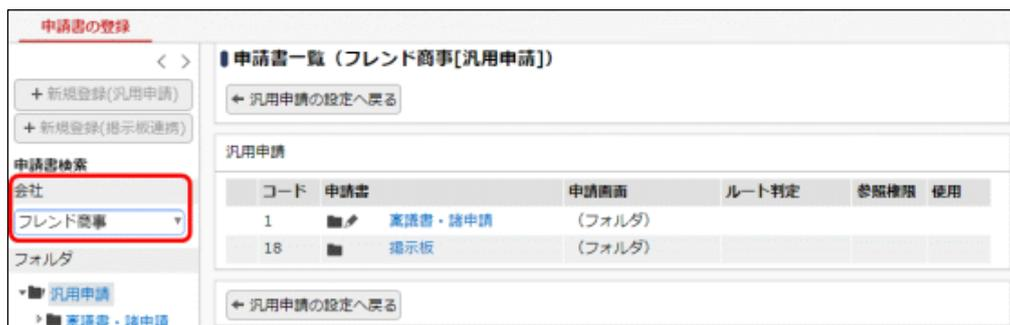 申請書の登録
< >
+ 新規登録(汎用申請)
+ 新規登録(掲示板連携)
申請書検索
会社
フレンド商事
フォルダ
汎用申請
稟議書・諸申請
申請書一覧(フレンド商事[汎用申請])
← 汎用申請の設定へ戻る
汎用申請
コード 申請書 申請画面 ルート判定 参照権限 使用
1 稟議書・諸申請 (フォルダ)
18 掲示板 (フォルダ)
← 汎用申請の設定へ戻る